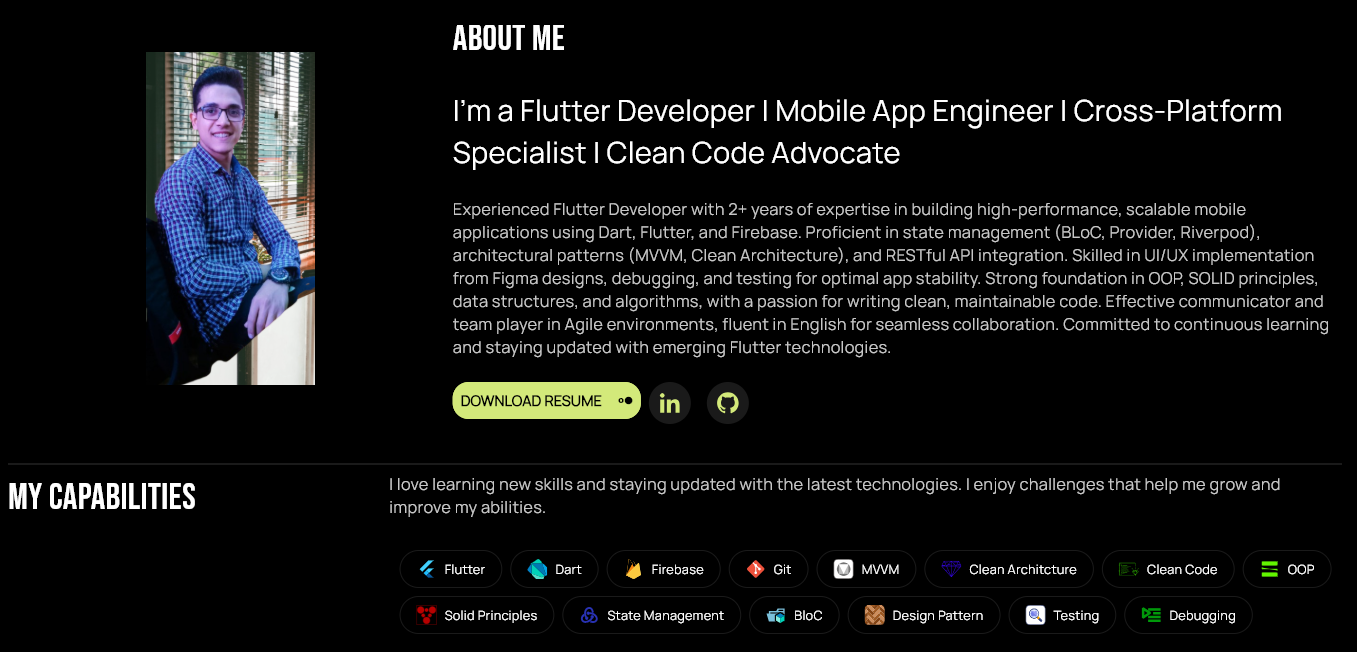 ABOUT ME
I'm a Flutter Developer | Mobile App Engineer | Cross-Platform
Specialist | Clean Code Advocate
Experienced Flutter Developer with 2+ years of expertise in building high-performance, scalable mobile
applications using Dart, Flutter, and Firebase. Proficient in state management (BLoC, Provider, Riverpod),
architectural patterns (MVVM, Clean Architecture), and RESTful API integration. Skilled in UI/UX implementation
from Figma designs, debugging, and testing for optimal app stability. Strong foundation in OOP, SOLID principles,
data structures, and algorithms, with a passion for writing clean, maintainable code. Effective communicator and
team player in Agile environments, fluent in English for seamless collaboration. Committed to continuous learning
and staying updated with emerging Flutter technologies.
DOWNLOAD RESUME in
MY CAPABILITIES
I love learning new skills and staying updated with the latest technologies. I enjoy challenges that help me grow and
improve my abilities.
Flutter Dart Firebase Git MVVM Clean Architcture Clean Code OOP
Solid Principles State Management BloC Design Pattern Testing Debugging